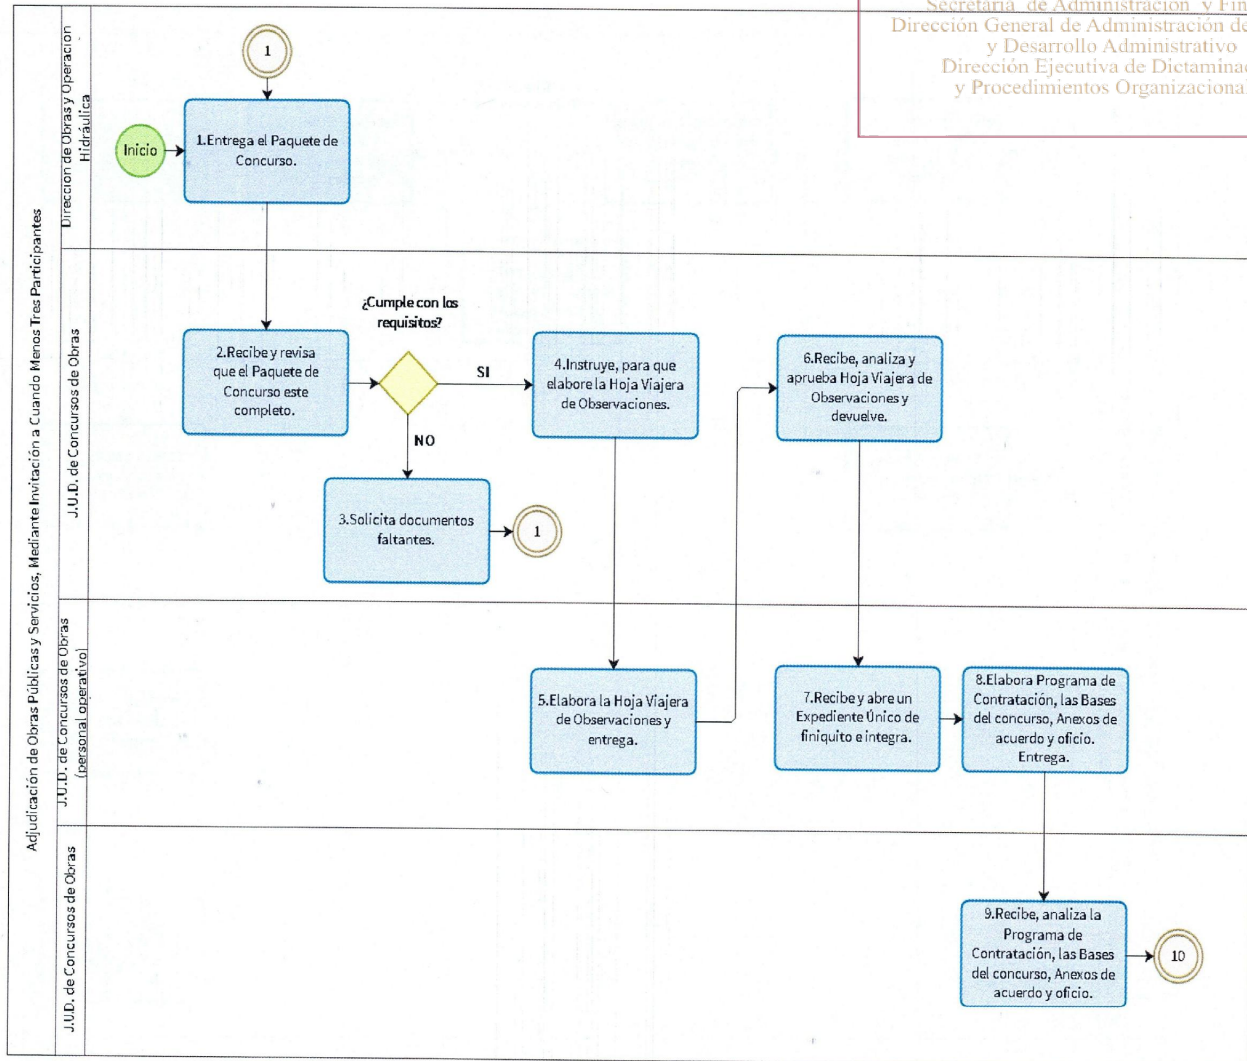 Secretaría de Administración y Fin
Dirección General de Administración de
y Desarrollo Administrativo
Dirección Ejecutiva de Dictamina
y Procedimientos Organizacional
Adjudicación de Obras Públicas y Servicios, Mediante Invitación a Cuando Menos Tres Participantes
Direccion de Obras y Operacion
Hidráulica
1
Inicio
1.Entrega el Paquete de
Concurso.
J.U.D. de Concursos de Obras
2.Recibe y revisa
que el Paquete de
Concurso este
completo.
¿Cumple con los
requisitos?
SI
NO
3.Solicita documentos
faltantes.
1
4.Instruye, para que
elabore la Hoja Viajera
de Observaciones.
6.Recibe, analiza y
aprueba Hoja Viajera de
Observaciones y
devuelve.
J.U.D. de Concursos de Obras
(personal operativo)
5.Elabora la Hoja Viajera
de Observaciones y
entrega.
7.Recibe y abre un
Expediente Único de
finiquito e integra.
8.Elabora Programa de
Contratación, las Bases
del concurso, Anexos de
acuerdo y oficio.
Entrega.
J.U.D. de Concursos de Obras
9.Recibe, analiza la
Programa de
Contratación, las Bases
del concurso, Anexos de
acuerdo y oficio.
10